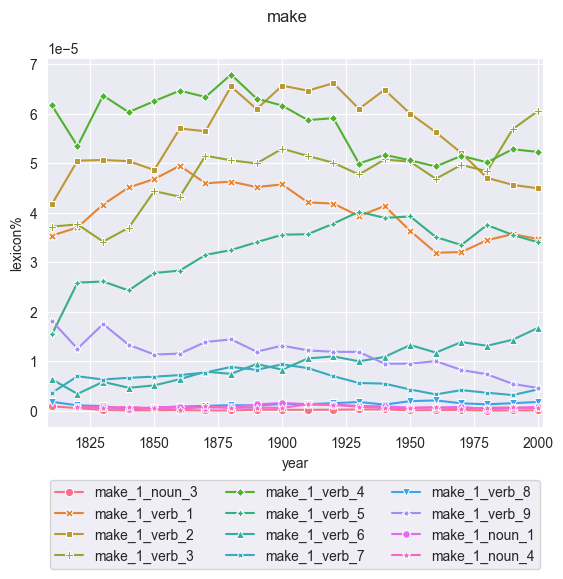 make
1e−5
7
6
5
4
3
2
1
0
lexicon%
1825 1850 1875 1900 1925 1950 1975 2000
year
make_1_noun_3 make_1_verb_4 make_1_verb_8
make_1_verb_1 make_1_verb_5 make_1_verb_9
make_1_verb_2 make_1_verb_6 make_1_noun_1
make_1_verb_3 make_1_verb_7 make_1_noun_4